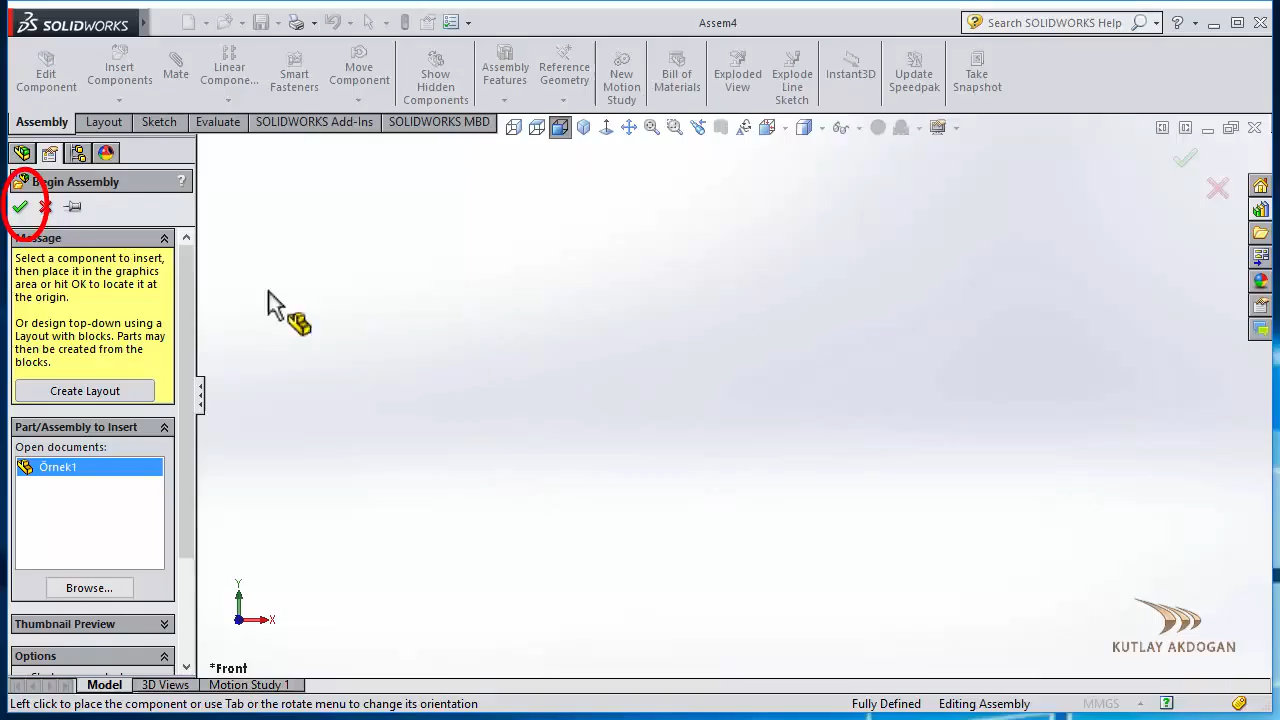 SOLIDWORKS
Assem4
Search SOLIDWORKS Help
Edit Component
Insert Components
Mate
Linear Compone...
Smart Fasteners
Move Component
Show Hidden Components
Assembly Features
Reference Geometry
New Motion Study
Bill of Materials
Exploded View
Explode Line Sketch
Instant3D
Update Speedpak
Take Snapshot
Assembly
Layout
Sketch
Evaluate
SOLIDWORKS Add-Ins
SOLIDWORKS MBD
Begin Assembly
?
Message
Select a component to insert,
then place it in the graphics
area or hit OK to locate it at
the origin.
Or design top-down using a
Layout with blocks. Parts may
then be created from the
blocks.
Create Layout
Part/Assembly to Insert
Open documents:
Örnek1
Browse...
Thumbnail Preview
Options
Y
X
*Front
KUTLAY AKDOGAN
Model
3D Views
Motion Study 1
Left click to place the component or use Tab or the rotate menu to change its orientation
Fully Defined
Editing Assembly
MMGS